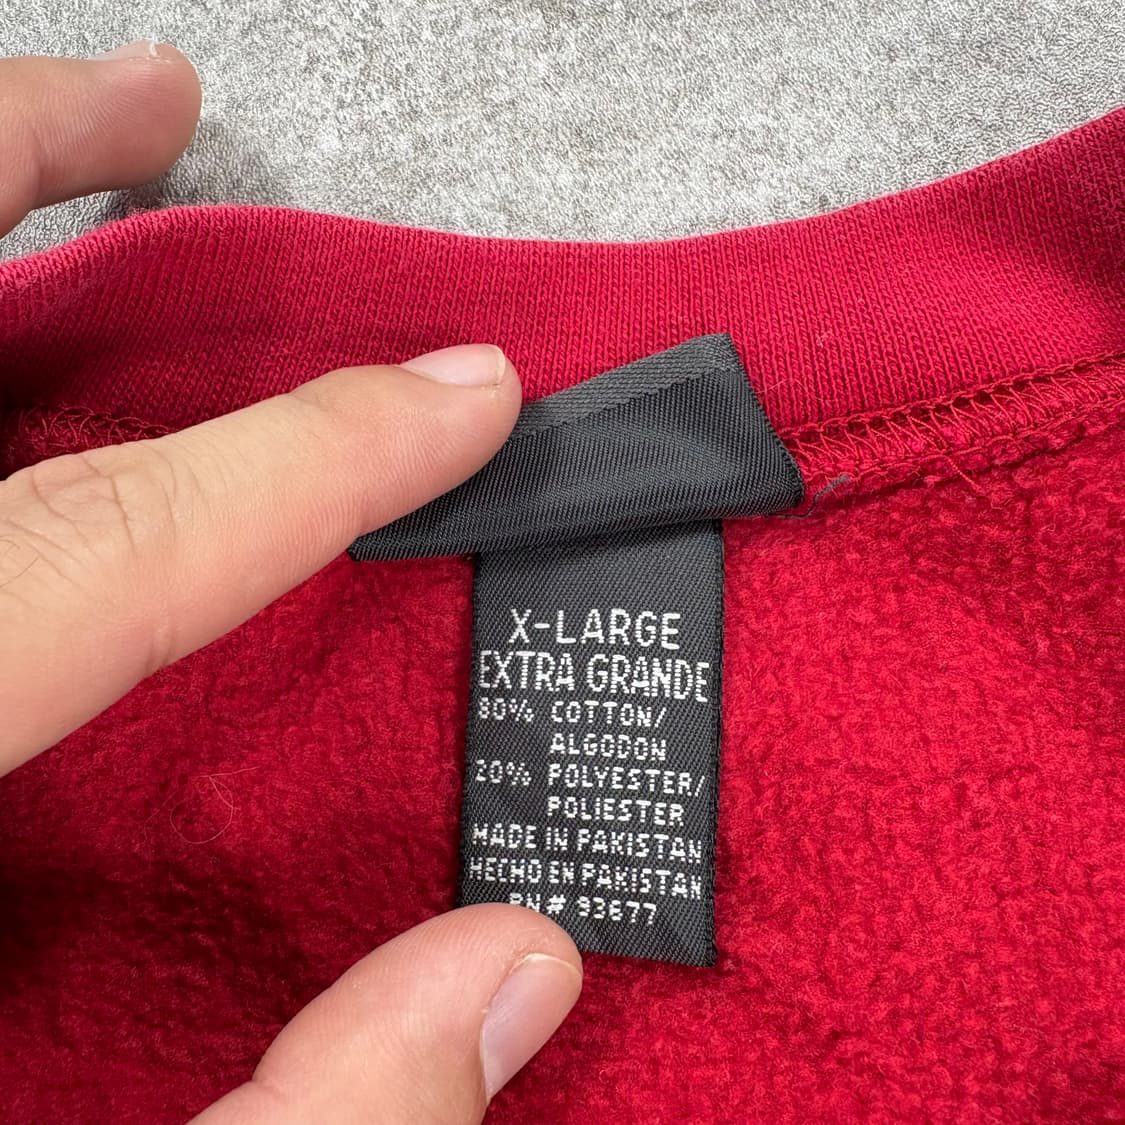 X-LARGE
EXTRA GRANDE
80% COTTON/
ALGODON
20% POLYESTER/
POLIESTER
MADE IN PAKISTAN
HECHO EN PAKISTAN
RN# 93677